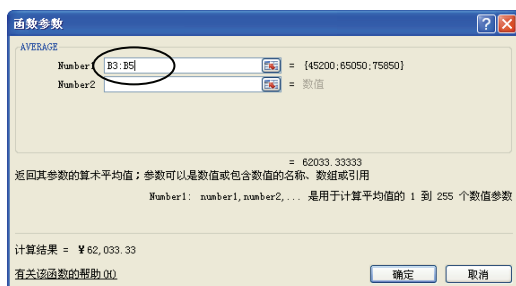 函数参数
AVERAGE
Number1 B3:B5 = {45200;65050;75850}
Number2 = 数值
= 62033.33333
返回其参数的算术平均值；参数可以是数值或包含数值的名称、数组或引用
Number1: number1,number2,... 是用于计算平均值的 1 到 255 个数值参数
计算结果 = ￥62,033.33
有关该函数的帮助(H)
确定 取消